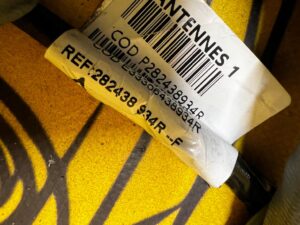 ANTENNES 1
COD P282438934R
REF:282438 934R -F